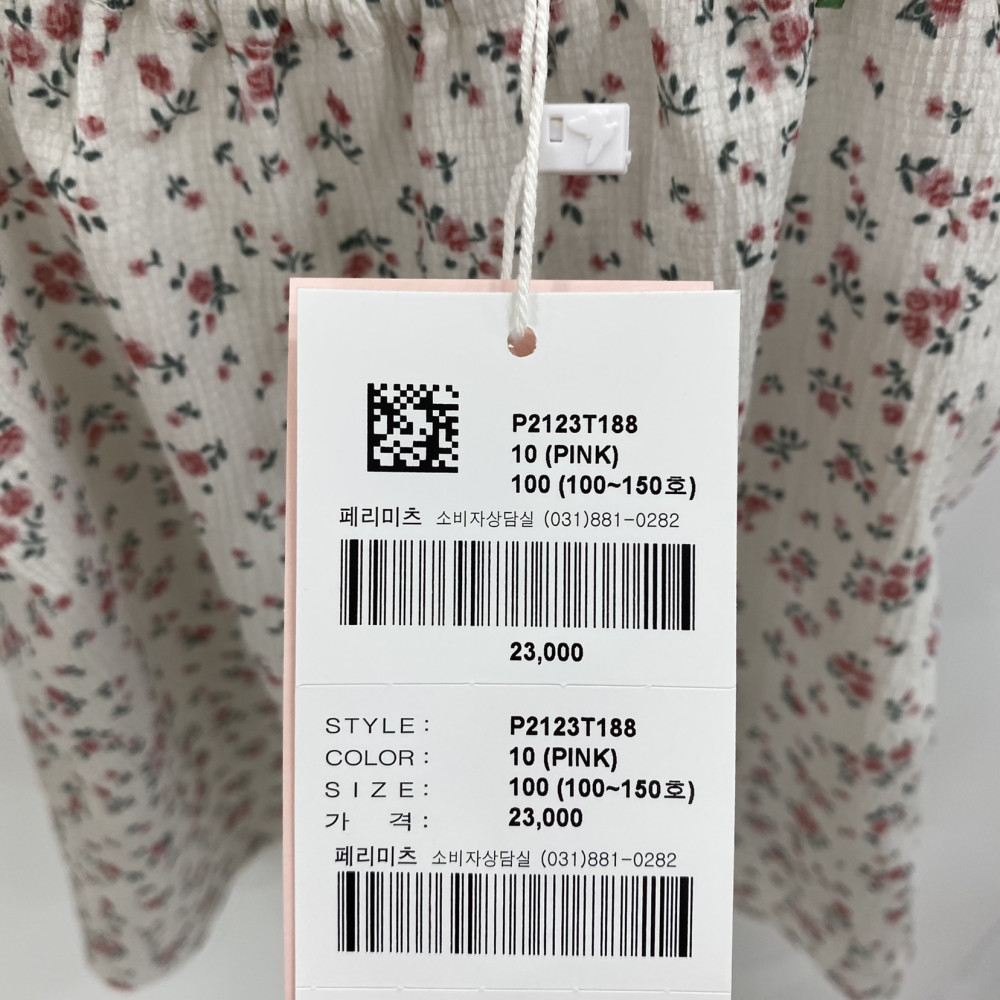 P2123T188
10 (PINK)
100 (100~150호)
페리미츠 소비자상담실 (031)881-0282
23,000
STYLE: P2123T188
COLOR: 10 (PINK)
SIZE: 100 (100~150호)
가 격: 23,000
페리미츠 소비자상담실 (031)881-0282